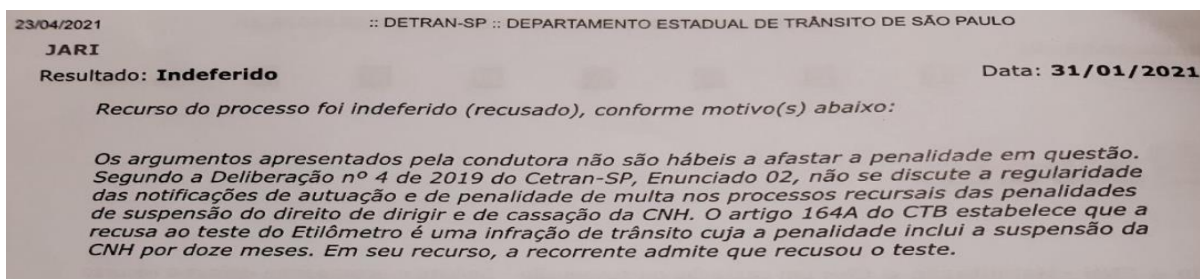 23/04/2021 :: DETRAN-SP :: DEPARTAMENTO ESTADUAL DE TRÂNSITO DE SÃO PAULO
JARI
Resultado: Indeferido Data: 31/01/2021
Recurso do processo foi indeferido (recusado), conforme motivo(s) abaixo:
Os argumentos apresentados pela condutora não são hábeis a afastar a penalidade em questão.
Segundo a Deliberação nº 4 de 2019 do Cetran-SP, Enunciado 02, não se discute a regularidade
das notificações de autuação e de penalidade de multa nos processos recursais das penalidades
de suspensão do direito de dirigir e de cassação da CNH. O artigo 164A do CTB estabelece que a
recusa ao teste do Etilômetro é uma infração de trânsito cuja a penalidade inclui a suspensão da
CNH por doze meses. Em seu recurso, a recorrente admite que recusou o teste.